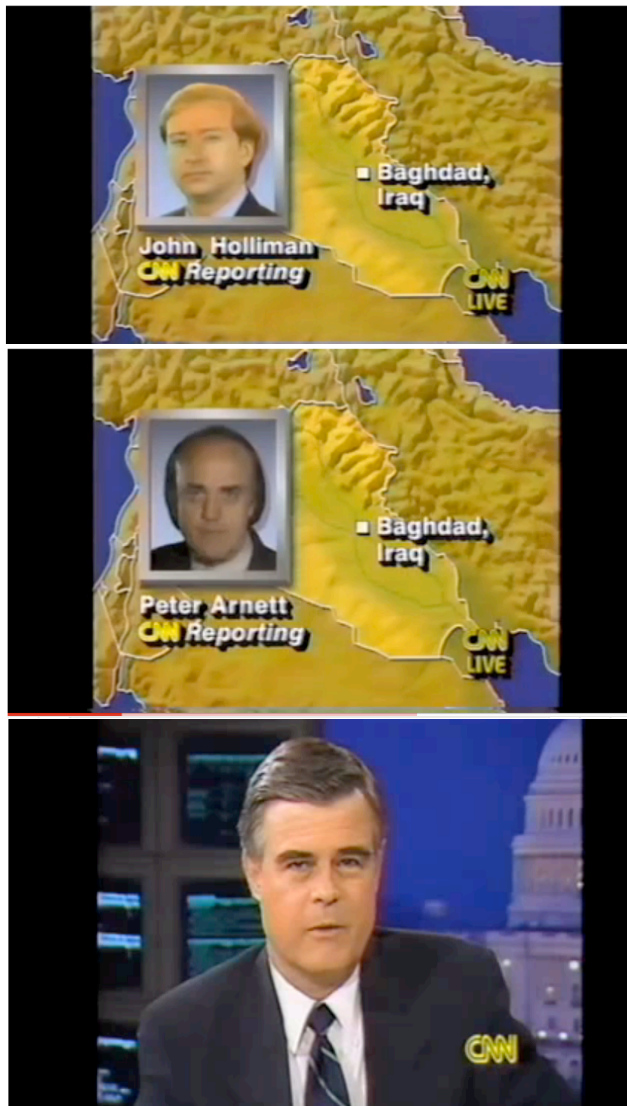 Baghdad,
Iraq
John Holliman
CNN Reporting
CNN
LIVE
Baghdad,
Iraq
Peter Arnett
CNN Reporting
CNN
LIVE
CNN